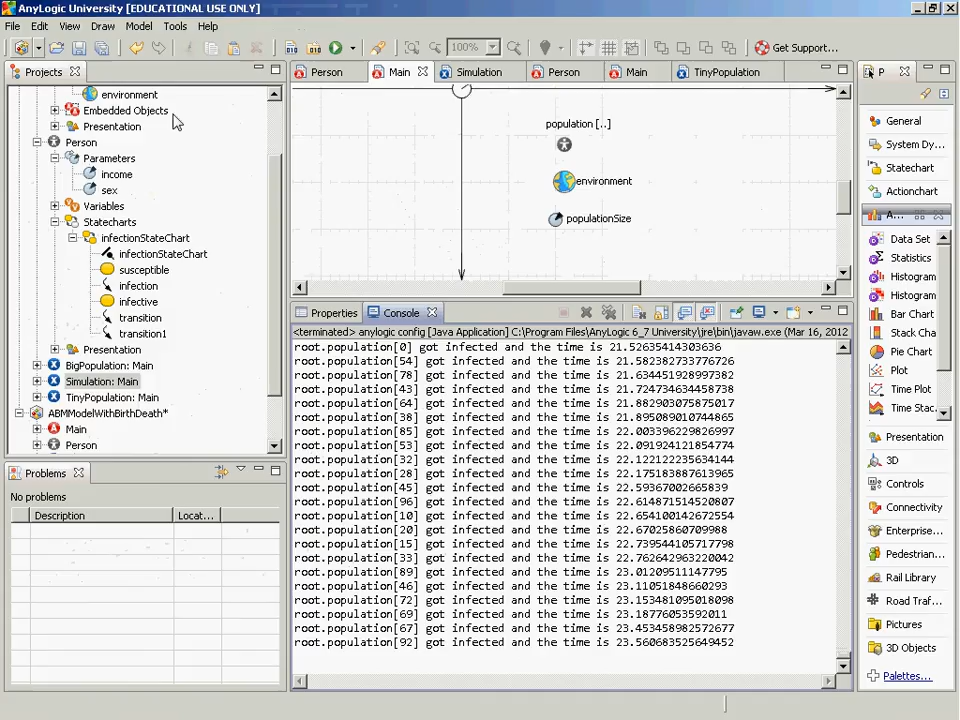 AnyLogic University [EDUCATIONAL USE ONLY]
File Edit View Draw Model Tools Help
100%
Get Support...
Projects
environment
Embedded Objects
Presentation
Person
Parameters
income
sex
Variables
Statecharts
infectionStateChart
infectionStateChart
susceptible
infection
infective
transition
transition1
Presentation
BigPopulation: Main
Simulation: Main
TinyPopulation: Main
ABMModelWithBirthDeath*
Main
Person
Problems
No problems
Description Locat...
Person Main Simulation Person Main TinyPopulation
population [..]
environment
populationSize
Properties Console
<terminated> anylogic config [Java Application] C:\Program Files\AnyLogic 6_7 University\jre\bin\javaw.exe (Mar 16, 2012
root.population[0] got infected and the time is 21.52635414303636
root.population[54] got infected and the time is 21.582382733776726
root.population[78] got infected and the time is 21.634451928997382
root.population[43] got infected and the time is 21.724734634458738
root.population[64] got infected and the time is 21.882903075875017
root.population[38] got infected and the time is 21.895089010744865
root.population[85] got infected and the time is 22.003396229826997
root.population[53] got infected and the time is 22.091924121854774
root.population[32] got infected and the time is 22.122122235634144
root.population[28] got infected and the time is 22.175183887613965
root.population[45] got infected and the time is 22.59367002665839
root.population[96] got infected and the time is 22.614871514520807
root.population[10] got infected and the time is 22.654100142672554
root.population[20] got infected and the time is 22.67025860709988
root.population[15] got infected and the time is 22.739544105717798
root.population[33] got infected and the time is 22.762642963220042
root.population[89] got infected and the time is 23.01209511147795
root.population[46] got infected and the time is 23.11051848660293
root.population[72] got infected and the time is 23.153481095018098
root.population[69] got infected and the time is 23.18776053592011
root.population[67] got infected and the time is 23.453458982572677
root.population[92] got infected and the time is 23.560683525649452
P
General
System Dy...
Statechart
Actionchart
A...
Data Set
Statistics
Histogram
Histogram
Bar Chart
Stack Cha
Pie Chart
Plot
Time Plot
Time Stac.
Presentation
3D
Controls
Connectivity
Enterprise...
Pedestrian...
Rail Library
Road Traf...
Pictures
3D Objects
Palettes...